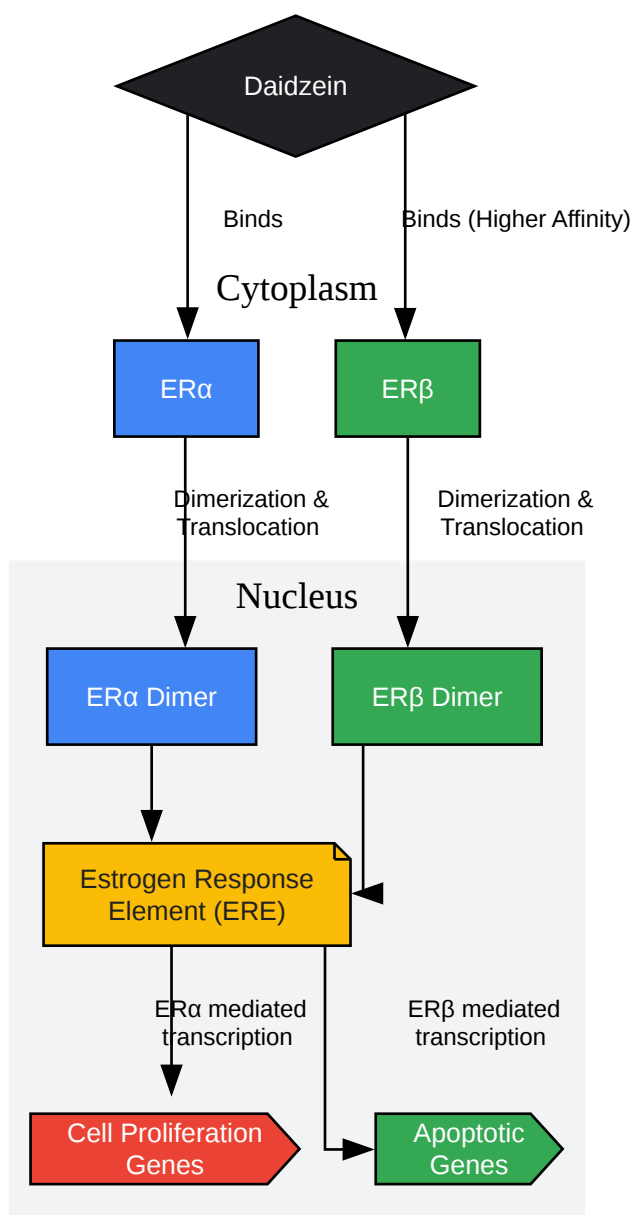 Daidzein
Binds
Binds (Higher Affinity)
Cytoplasm
ERα
ERβ
Dimerization &
Translocation
Dimerization &
Translocation
Nucleus
ERα Dimer
ERβ Dimer
Estrogen Response
Element (ERE)
ERα mediated
transcription
ERβ mediated
transcription
Cell Proliferation
Genes
Apoptotic
Genes